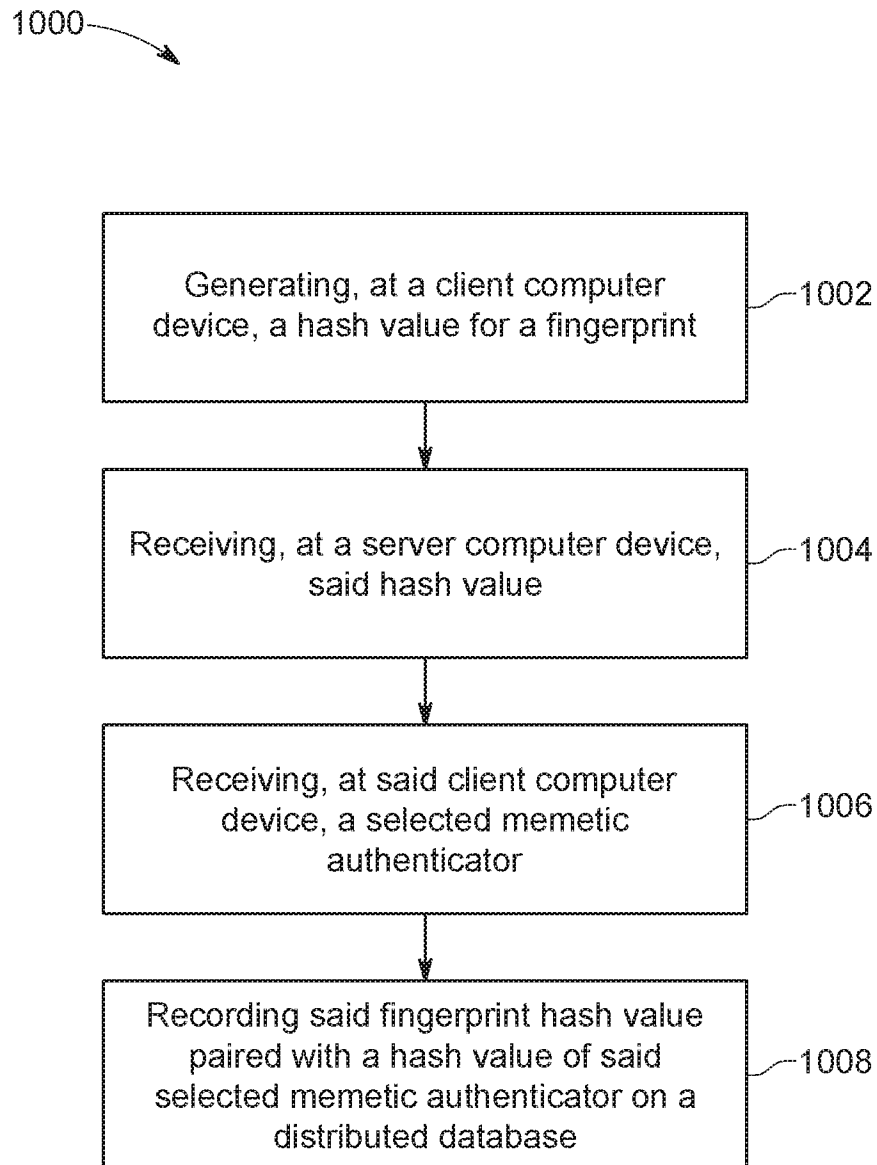 1000
Generating, at a client computer
device, a hash value for a fingerprint
1002
Receiving, at a server computer device,
said hash value
1004
Receiving, at said client computer
device, a selected memetic
authenticator
1006
Recording said fingerprint hash value
paired with a hash value of said
selected memetic authenticator on a
distributed database
1008